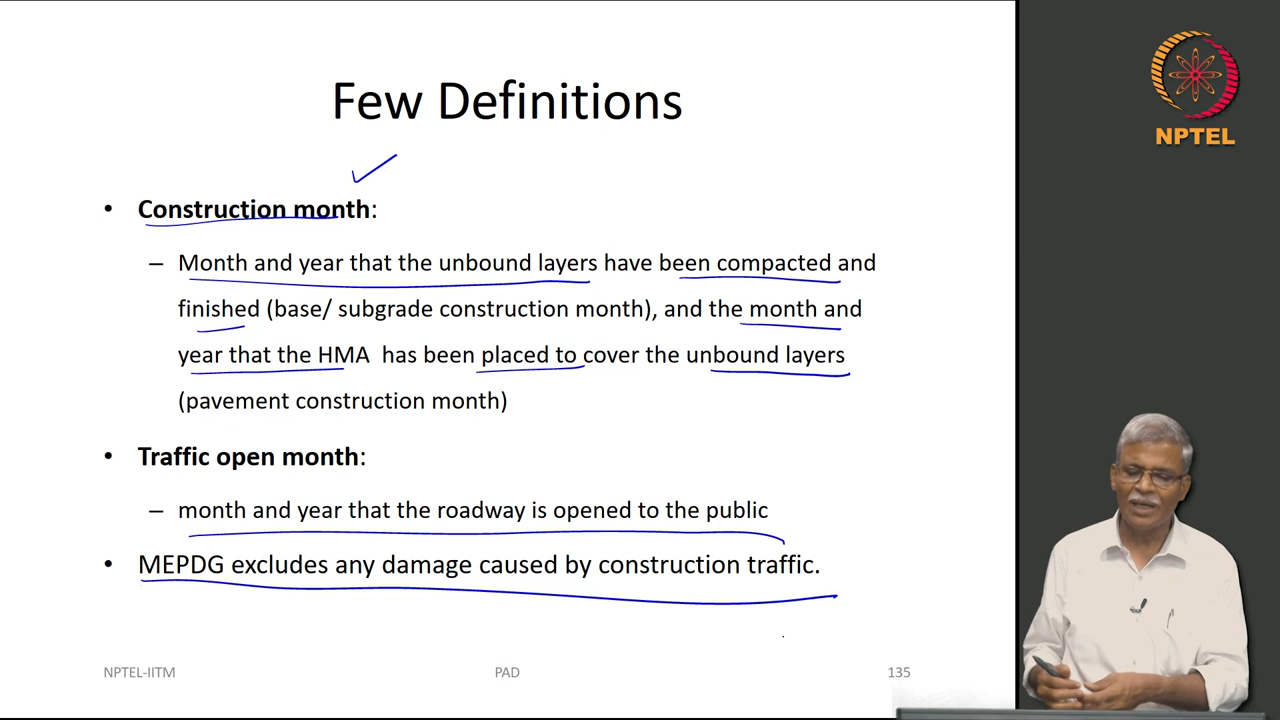 Few Definitions
NPTEL
• Construction month:
– Month and year that the unbound layers have been compacted and
finished (base/ subgrade construction month), and the month and
year that the HMA has been placed to cover the unbound layers
(pavement construction month)
• Traffic open month:
– month and year that the roadway is opened to the public
• MEPDG excludes any damage caused by construction traffic.
NPTEL-IITM
PAD
135